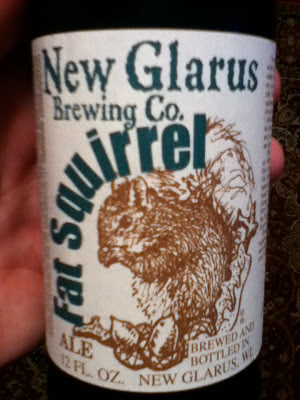 New Glarus
Brewing Co.
Fat Squirrel
ALE
12 FL. OZ.
BREWED AND
BOTTLED IN
NEW GLARUS, WI.